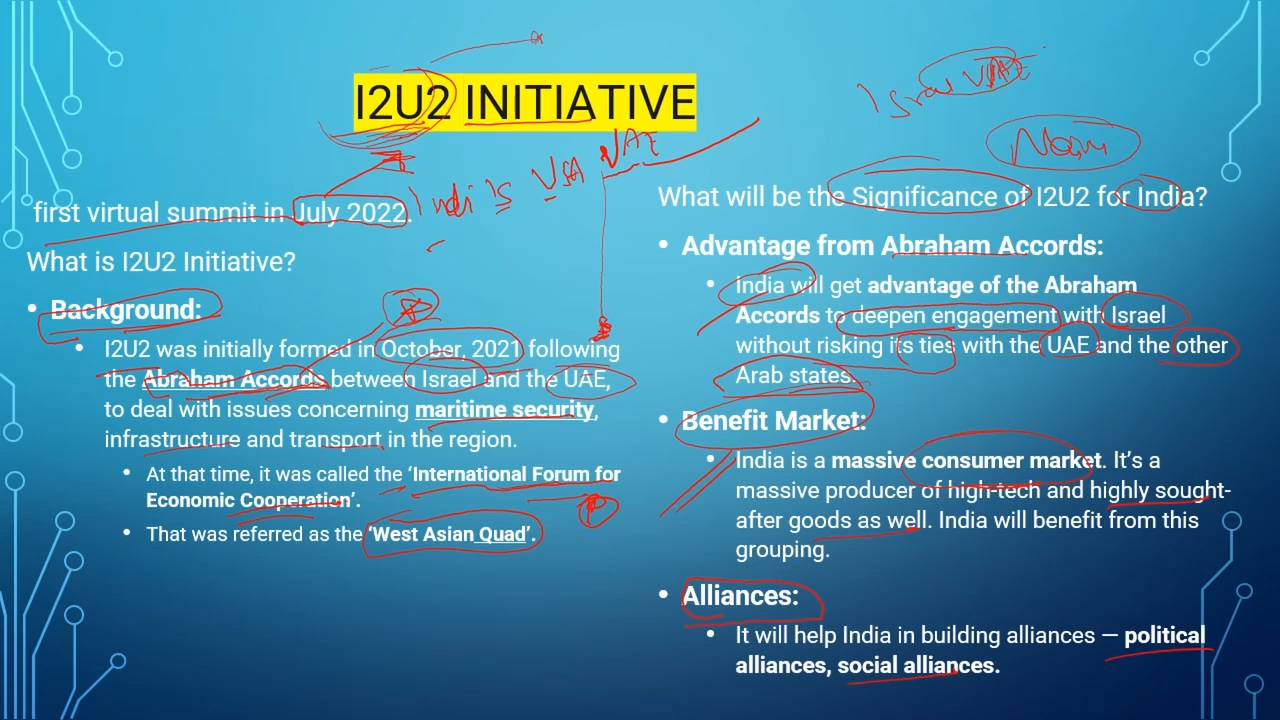 I2U2 INITIATIVE
first virtual summit in July 2022.
What is I2U2 Initiative?
• Background:
• I2U2 was initially formed in October, 2021 following
the Abraham Accords between Israel and the UAE,
to deal with issues concerning maritime security,
infrastructure and transport in the region.
• At that time, it was called the ‘International Forum for
Economic Cooperation’.
• That was referred as the ‘West Asian Quad’.
Indi Is USA UAE
Israel UAE
What will be the Significance of I2U2 for India?
• Advantage from Abraham Accords:
• India will get advantage of the Abraham
Accords to deepen engagement with Israel
without risking its ties with the UAE and the other
Arab states.
• Benefit Market:
• India is a massive consumer market. It’s a
massive producer of high-tech and highly sought-
after goods as well. India will benefit from this
grouping.
• Alliances:
• It will help India in building alliances — political
alliances, social alliances.